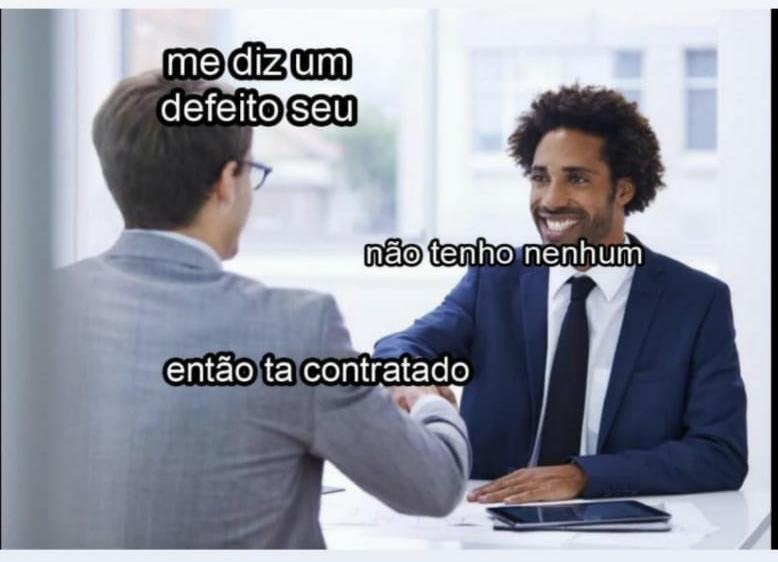 me diz um
defeito seu
não tenho nenhum
então ta contratado